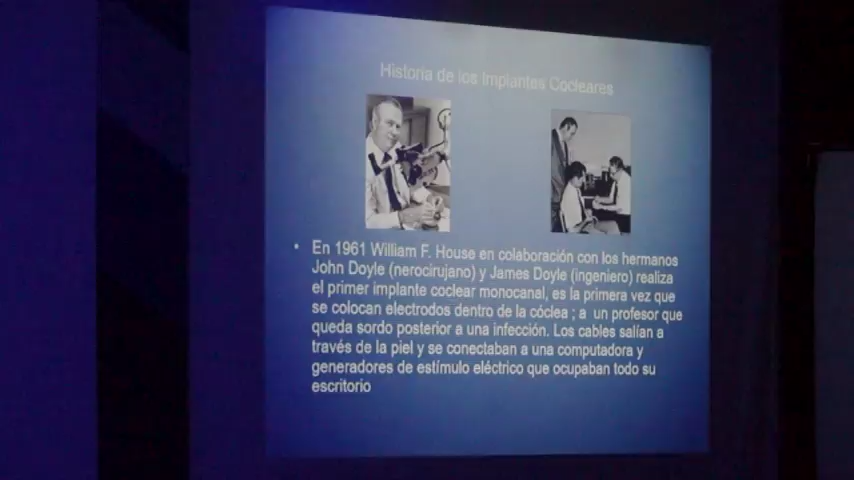 Historia de los Implantes Cocleares
• En 1961 William F. House en colaboración con los hermanos
John Doyle (nerocirujano) y James Doyle (ingeniero) realiza
el primer implante coclear monocanal, es la primera vez que
se colocan electrodos dentro de la cóclea ; a un profesor que
queda sordo posterior a una infección. Los cables salían a
través de la piel y se conectaban a una computadora y
generadores de estímulo eléctrico que ocupaban todo su
escritorio